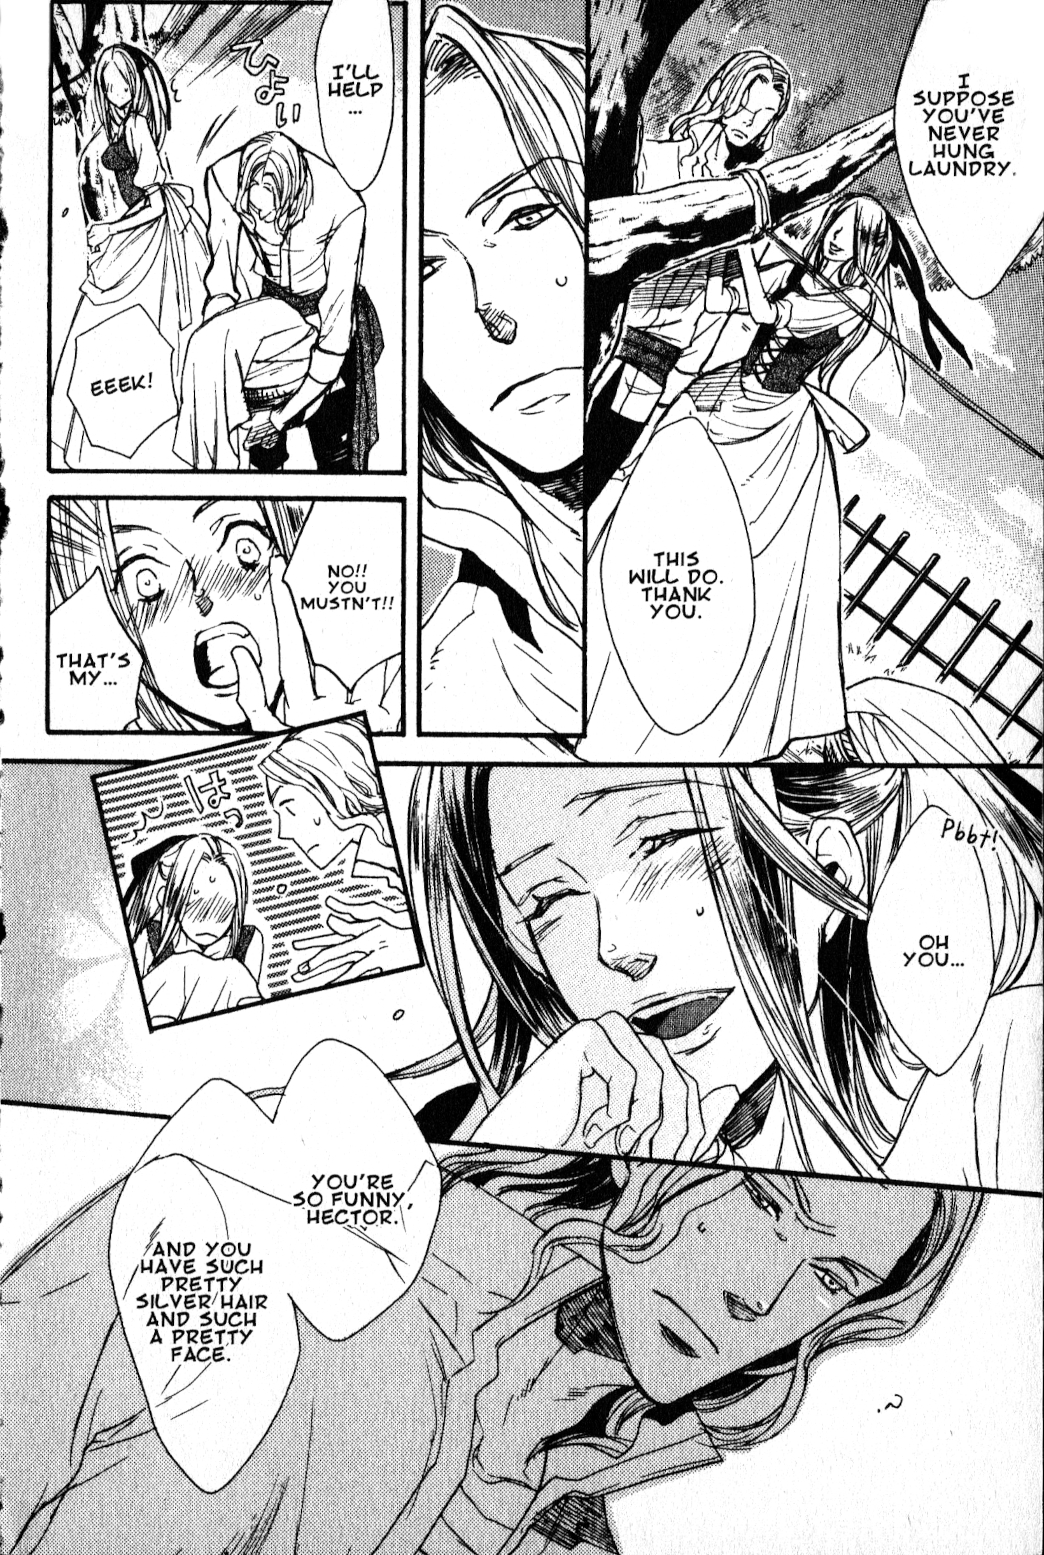 I
SUPPOSE
YOU'VE
NEVER
HUNG
LAUNDRY.
THIS
WILL DO.
THANK
YOU.
I'LL
HELP
...
ひょい
EEEK!
NO!!
YOU
MUSTN'T!!
THAT'S
MY...
はっ
Pbbt!
OH
YOU...
YOU'RE
SO FUNNY,
HECTOR.
AND YOU
HAVE SUCH
PRETTY
SILVER HAIR
AND SUCH
A PRETTY
FACE.